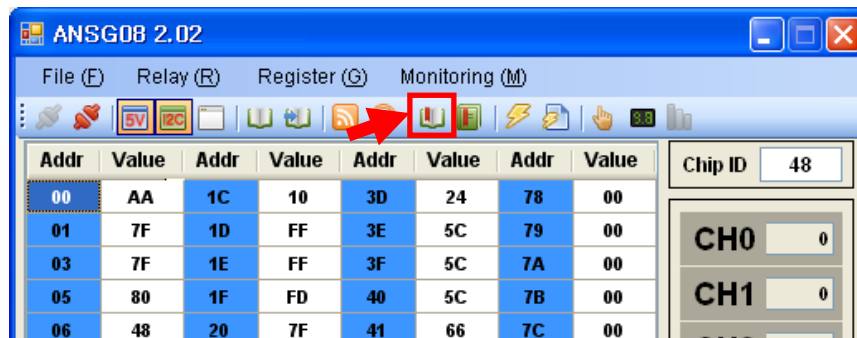 ANSG08 2.02
File (F) Relay (R) Register (G) Monitoring (M)
5V I2C 3.8
Addr Value Addr Value Addr Value Addr Value Chip ID 48
00 AA 1C 10 3D 24 78 00
01 7F 1D FF 3E 5C 79 00 CH0 0
03 7F 1E FF 3F 5C 7A 00
05 80 1F FD 40 5C 7B 00 CH1 0
06 48 20 7F 41 66 7C 00